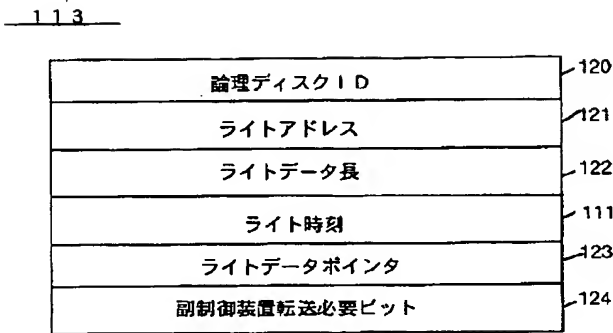 113
論理ディスクID
120
ライトアドレス
121
ライトデータ長
122
ライト時刻
111
ライトデータポインタ
123
副制御装置転送必要ビット
124